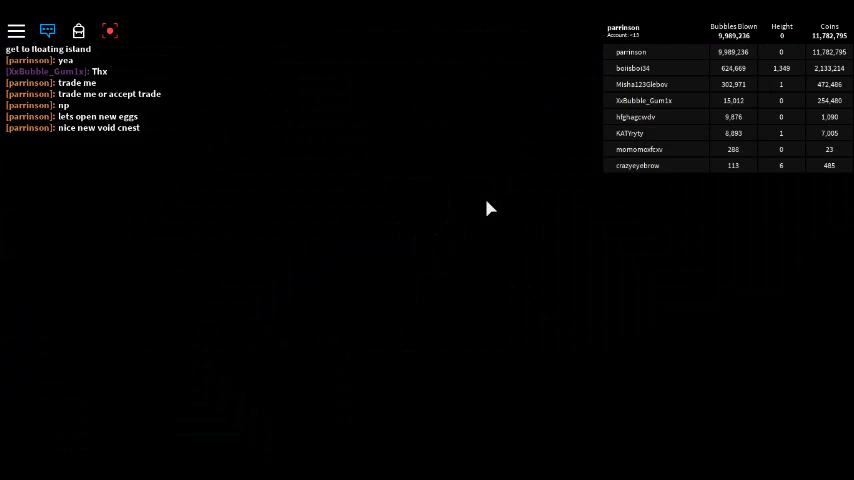 get to floating island
[parrinson]: yea
[XxBubble_Gum1x]: Thx
[parrinson]: trade me
[parrinson]: trade me or accept trade
[parrinson]: np
[parrinson]: lets open new eggs
[parrinson]: nice new void cnest
parrinson Bubbles Blown Height Coins
Account: <13 9,989,236 0 11,782,795
parrinson 9,989,236 0 11,782,795
boiisboi34 624,669 1,349 2,133,214
Misha123Glebov 302,971 1 472,486
XxBubble_Gum1x 15,012 0 254,480
hfghagcwdv 9,876 0 1,090
KATYryty 8,893 1 7,005
momomoxfcxv 288 0 23
crazyeyebrow 113 6 485